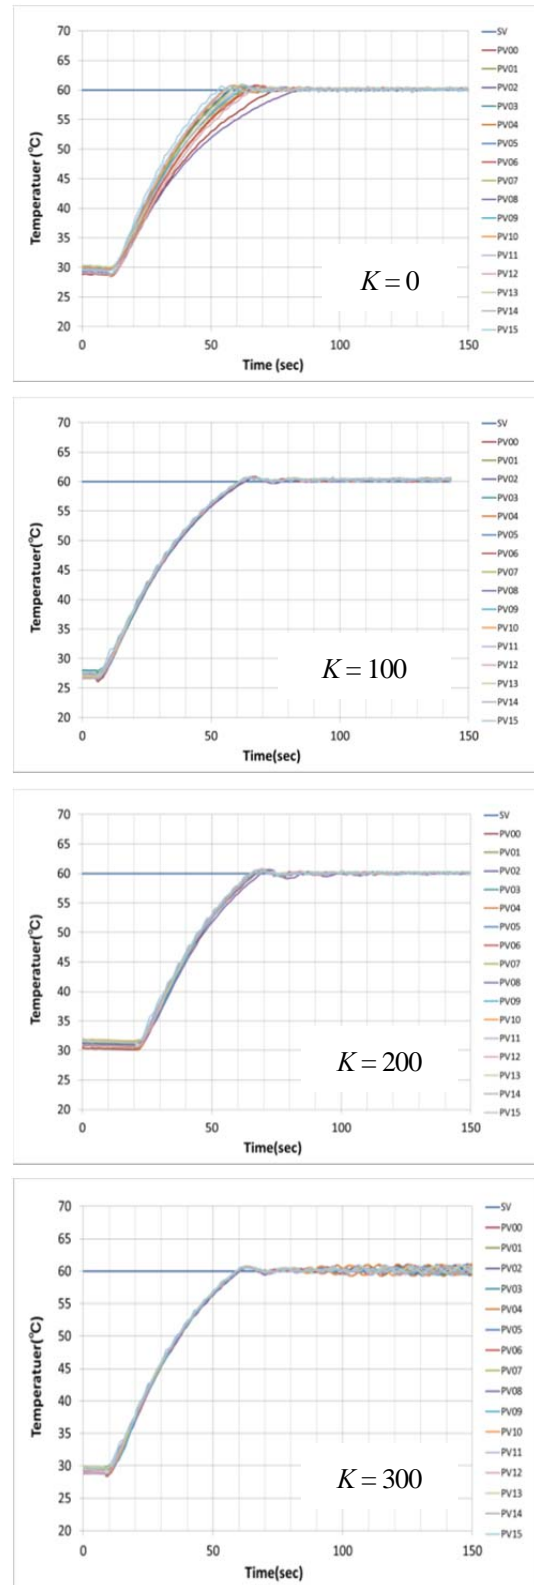 70
65
60
55
50
45
40
35
30
25
20
Temperatuer (°C)
0
50
100
150
Time (sec)
K = 0
SV
PV00
PV01
PV02
PV03
PV04
PV05
PV06
PV07
PV08
PV09
PV10
PV11
PV12
PV13
PV14
PV15
70
65
60
55
50
45
40
35
30
25
20
Temperatuer(°C)
0
50
100
150
Time(sec)
K = 100
SV
PV00
PV01
PV02
PV03
PV04
PV05
PV06
PV07
PV08
PV09
PV10
PV11
PV12
PV13
PV14
PV15
70
65
60
55
50
45
40
35
30
25
20
Temperatuer(°C)
0
50
100
150
Time(sec)
K = 200
SV
PV00
PV01
PV02
PV03
PV04
PV05
PV06
PV07
PV08
PV09
PV10
PV11
PV12
PV13
PV14
PV15
70
65
60
55
50
45
40
35
30
25
20
Temperatuer(°C)
0
50
100
150
Time(sec)
K = 300
SV
PV00
PV01
PV02
PV03
PV04
PV05
PV06
PV07
PV08
PV09
PV10
PV11
PV12
PV13
PV14
PV15